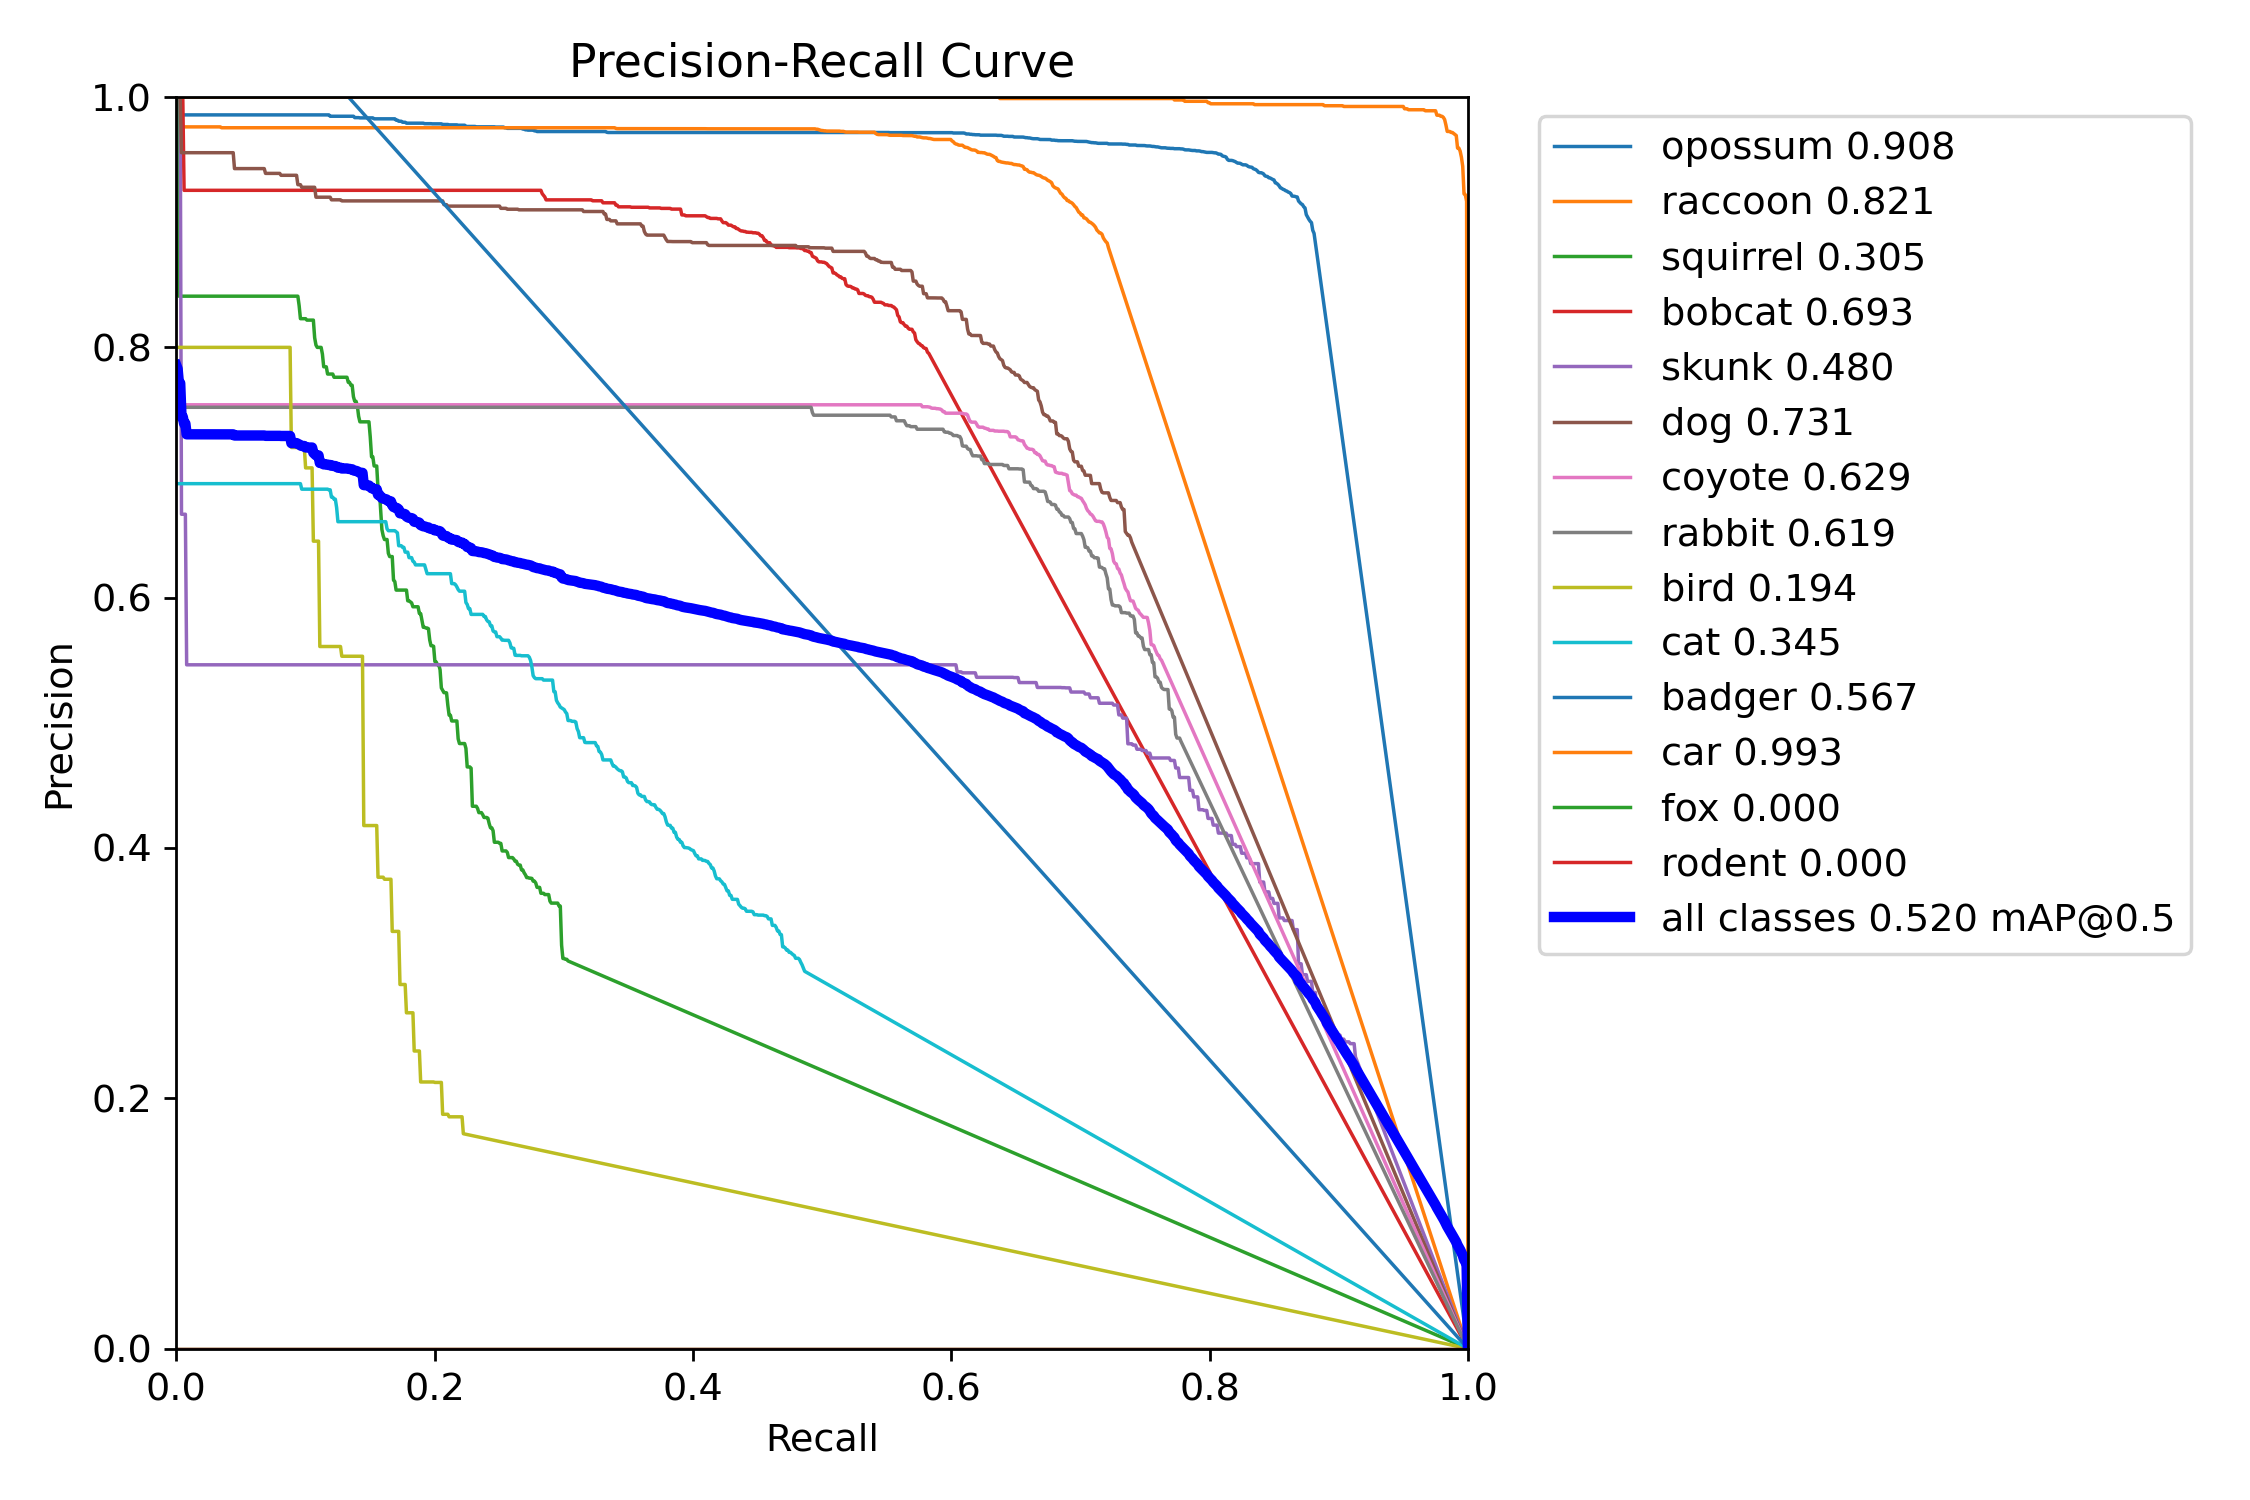 Precision-Recall Curve
1.0
0.8
0.6
0.4
0.2
0.0
Precision
0.0 0.2 0.4 0.6 0.8 1.0
Recall
opossum 0.908
raccoon 0.821
squirrel 0.305
bobcat 0.693
skunk 0.480
dog 0.731
coyote 0.629
rabbit 0.619
bird 0.194
cat 0.345
badger 0.567
car 0.993
fox 0.000
rodent 0.000
all classes 0.520 mAP@0.5